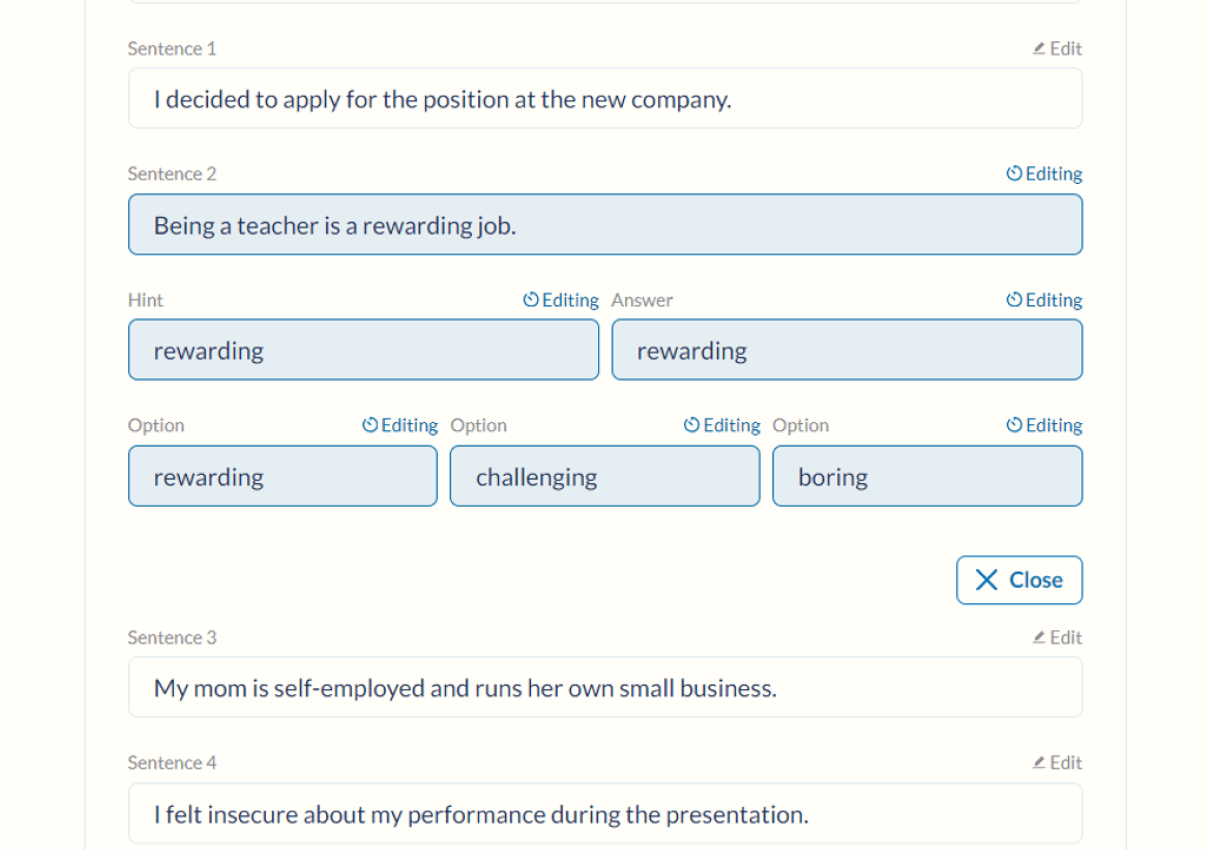 Sentence 1 Edit
I decided to apply for the position at the new company.
Sentence 2 Editing
Being a teacher is a rewarding job.
Hint Editing Answer Editing
rewarding rewarding
Option Editing Option Editing Option Editing
rewarding challenging boring
Close
Sentence 3 Edit
My mom is self-employed and runs her own small business.
Sentence 4 Edit
I felt insecure about my performance during the presentation.